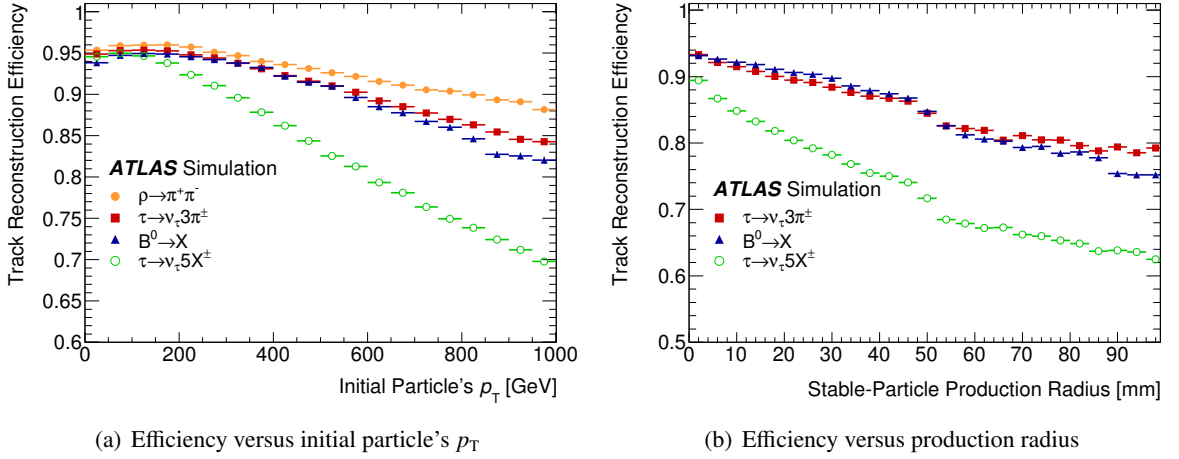 Track Reconstruction Efficiency
1
0.95
0.9
0.85
0.8
0.75
0.7
0.65
0.6
ATLAS Simulation
ρ→π⁺π⁻
τ→ν_τ3π^±
B⁰→X
τ→ν_τ5X^±
0 200 400 600 800 1000
Initial Particle's p_T [GeV]
(a) Efficiency versus initial particle's p_T
Track Reconstruction Efficiency
1
0.9
0.8
0.7
0.6
0.5
ATLAS Simulation
τ→ν_τ3π^±
B⁰→X
τ→ν_τ5X^±
0 10 20 30 40 50 60 70 80 90
Stable-Particle Production Radius [mm]
(b) Efficiency versus production radius